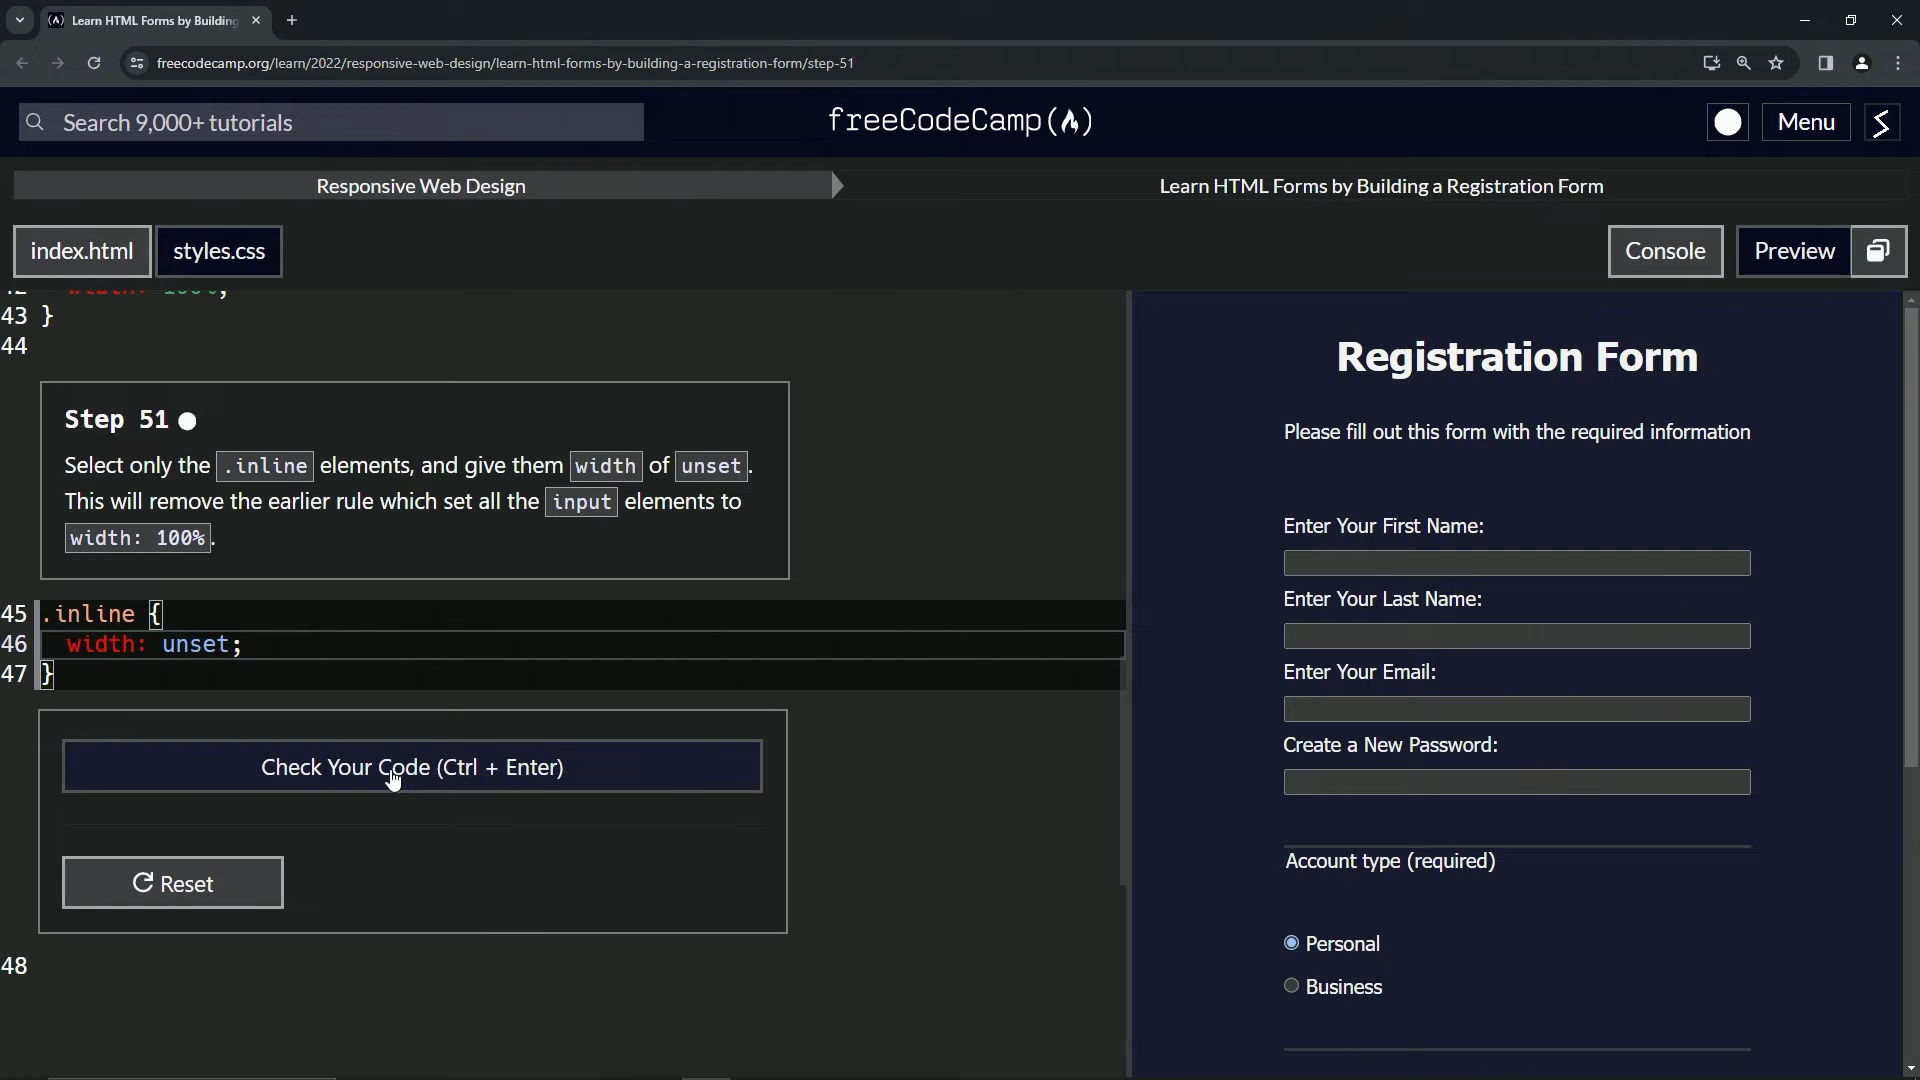 Learn HTML Forms by Building
freecodecamp.org/learn/2022/responsive-web-design/learn-html-forms-by-building-a-registration-form/step-51
Search 9,000+ tutorials
freeCodeCamp
Menu
Responsive Web Design
Learn HTML Forms by Building a Registration Form
index.html
styles.css
Console
Preview
43 }
44
Step 51
Select only the .inline elements, and give them width of unset.
This will remove the earlier rule which set all the input elements to
width: 100%.
45 .inline {
46 width: unset;
47 }
Check Your Code (Ctrl + Enter)
Reset
48
Registration Form
Please fill out this form with the required information
Enter Your First Name:
Enter Your Last Name:
Enter Your Email:
Create a New Password:
Account type (required)
Personal
Business